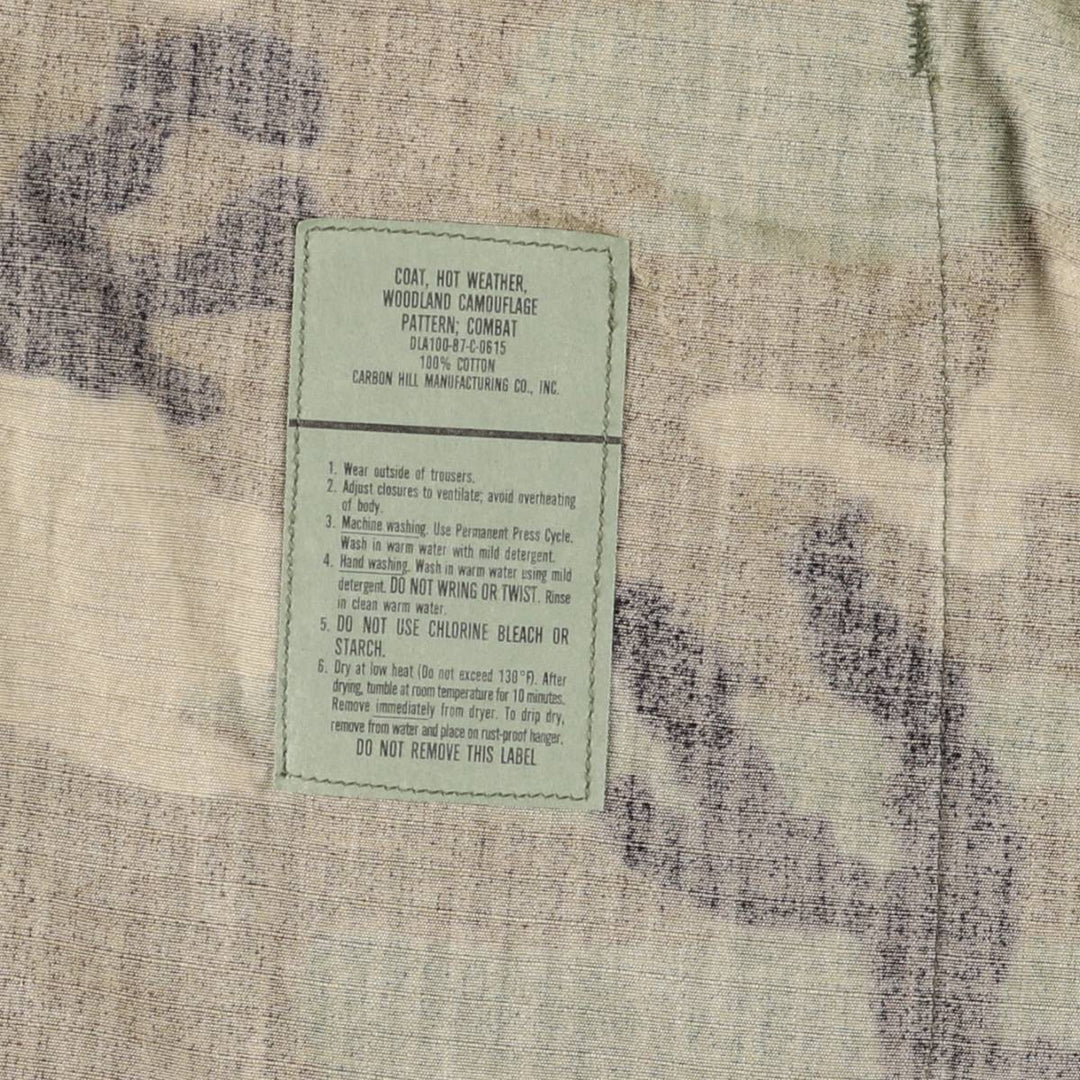 COAT, HOT WEATHER,
WOODLAND CAMOUFLAGE
PATTERN; COMBAT
DLA100-87-C-0615
100% COTTON
CARBON HILL MANUFACTURING CO., INC.
1. Wear outside of trousers.
2. Adjust closures to ventilate; avoid overheating
of body.
3. Machine washing. Use Permanent Press Cycle.
Wash in warm water with mild detergent.
4. Hand washing. Wash in warm water using mild
detergent. DO NOT WRING OR TWIST. Rinse
in clean warm water.
5. DO NOT USE CHLORINE BLEACH OR
STARCH.
6. Dry at low heat (Do not exceed 130°F). After
drying, tumble at room temperature for 10 minutes.
Remove immediately from dryer. To drip dry,
remove from water and place on rust-proof hanger.
DO NOT REMOVE THIS LABEL